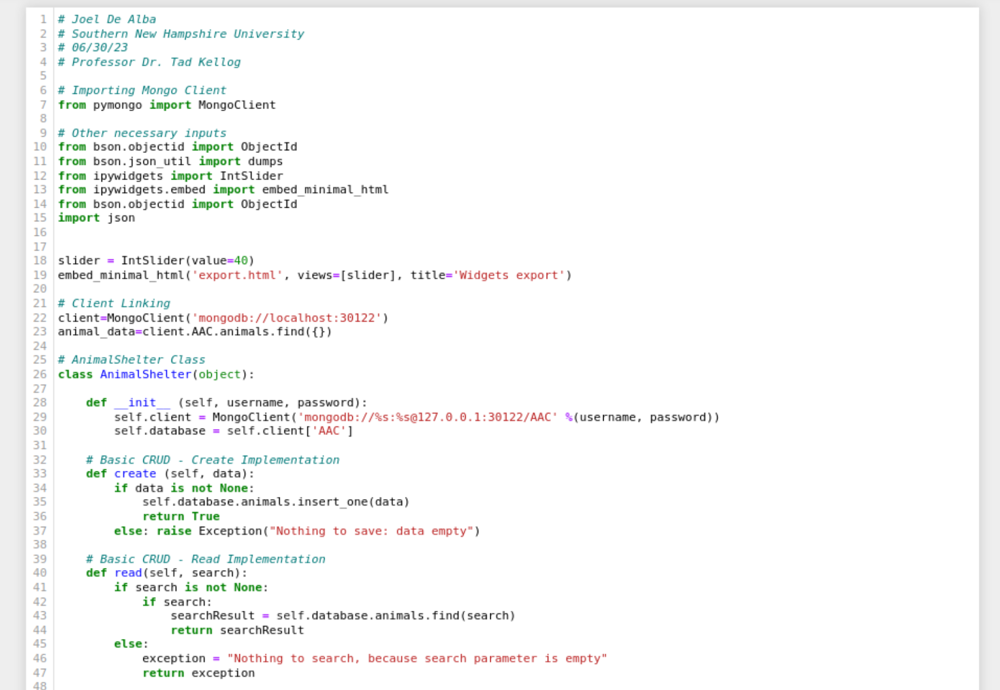 1 # Joel De Alba
2 # Southern New Hampshire University
3 # 06/30/23
4 # Professor Dr. Tad Kellog
5
6 # Importing Mongo Client
7 from pymongo import MongoClient
8
9 # Other necessary inputs
10 from bson.objectid import ObjectId
11 from bson.json_util import dumps
12 from ipywidgets import IntSlider
13 from ipywidgets.embed import embed_minimal_html
14 from bson.objectid import ObjectId
15 import json
16
17
18 slider = IntSlider(value=40)
19 embed_minimal_html('export.html', views=[slider], title='Widgets export')
20
21 # Client Linking
22 client=MongoClient('mongodb://localhost:30122')
23 animal_data=client.AAC.animals.find({})
24
25 # AnimalShelter Class
26 class AnimalShelter(object):
27
28     def __init__ (self, username, password):
29         self.client = MongoClient('mongodb://%s:%s@127.0.0.1:30122/AAC' %(username, password))
30         self.database = self.client['AAC']
31
32     # Basic CRUD - Create Implementation
33     def create (self, data):
34         if data is not None:
35             self.database.animals.insert_one(data)
36             return True
37         else: raise Exception("Nothing to save: data empty")
38
39     # Basic CRUD - Read Implementation
40     def read(self, search):
41         if search is not None:
42             if search:
43                 searchResult = self.database.animals.find(search)
44                 return searchResult
45         else:
46             exception = "Nothing to search, because search parameter is empty"
47             return exception
48